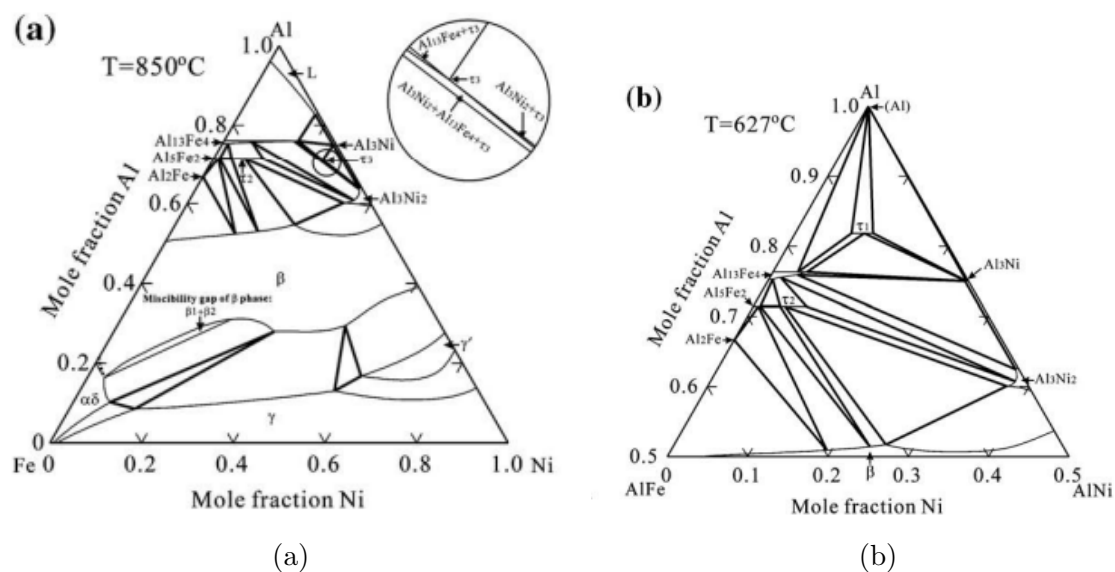 (a)
T=850°C
Al
1.0
L
0.8
Al13Fe4
Al5Fe2
Al2Fe
τ2
Al3Ni
τ3
Al3Ni2
0.6
Mole fraction Al
0.4
β
Miscibility gap of β phase:
β1+β2
0.2
αδ
γ'
γ
0
Fe 0 0.2 0.4 0.6 0.8 1.0 Ni
Mole fraction Ni
Al13Fe4+τ3
τ3
Al3Ni2+Al13Fe4+τ3
Al3Ni2+τ3
(a)
(b)
T=627°C
Al
1.0 (Al)
0.9
Mole fraction Al
0.8
τ1
Al13Fe4
Al3Ni
Al5Fe2
τ2
0.7
Al2Fe
0.6
Al3Ni2
0.5
0 0.1 0.2 0.3 0.4 0.5
β
AlFe
AlNi
Mole fraction Ni
(b)